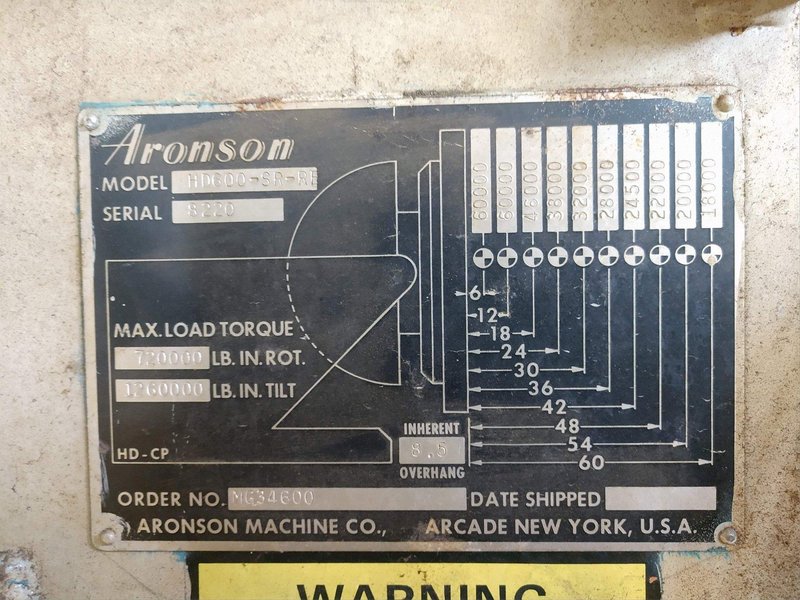 Aronson
MODEL HD600-SR-RF
SERIAL 8220
60000 60000 46000 38000 32000 28000 24500 22000 20000 18000
6
12
18
24
30
36
42
48
54
60
MAX. LOAD TORQUE
720000 LB. IN. ROT.
1260000 LB. IN. TILT
HD-CP
INHERENT
8.5
OVERHANG
ORDER NO. MG34600 DATE SHIPPED
ARONSON MACHINE CO., ARCADE NEW YORK, U.S.A.
WARNING